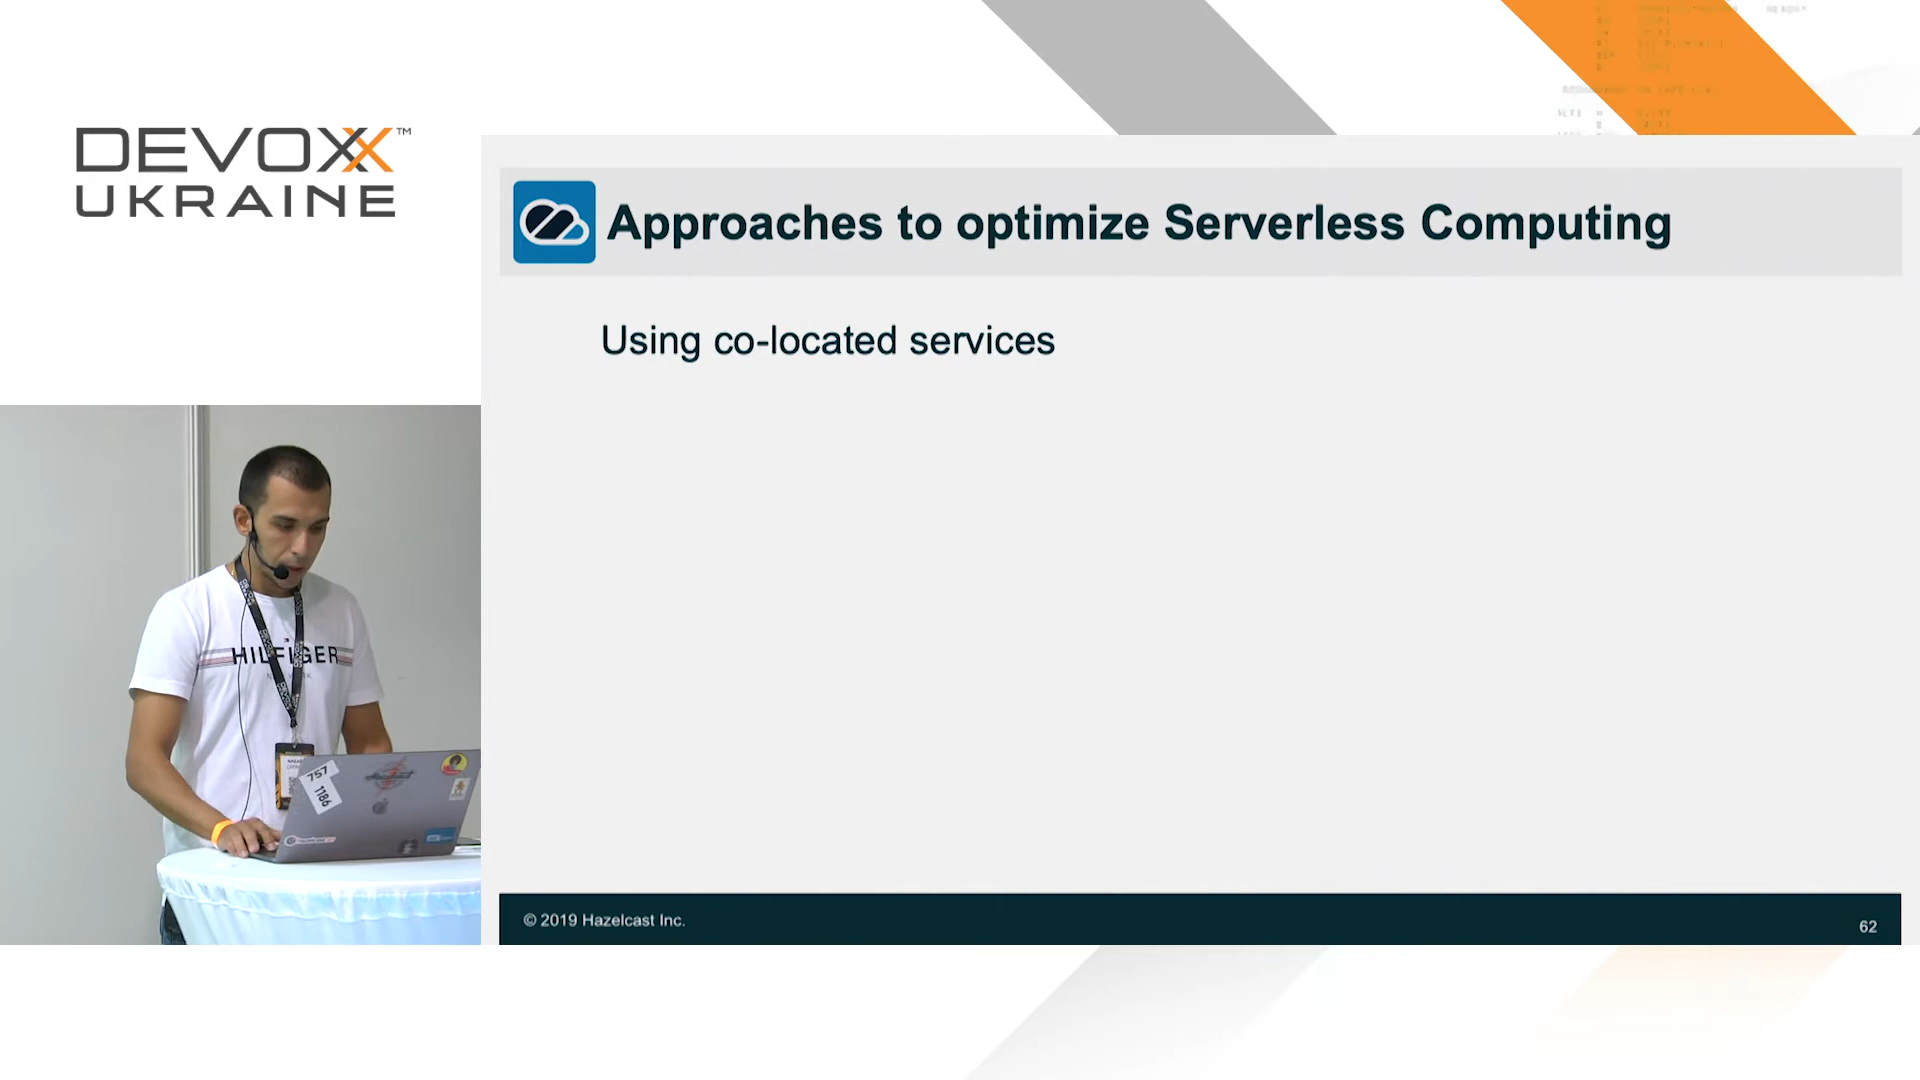 DEVOXX™
UKRAINE
Approaches to optimize Serverless Computing
Using co-located services
HILFIGER
757
1186
© 2019 Hazelcast Inc.
62